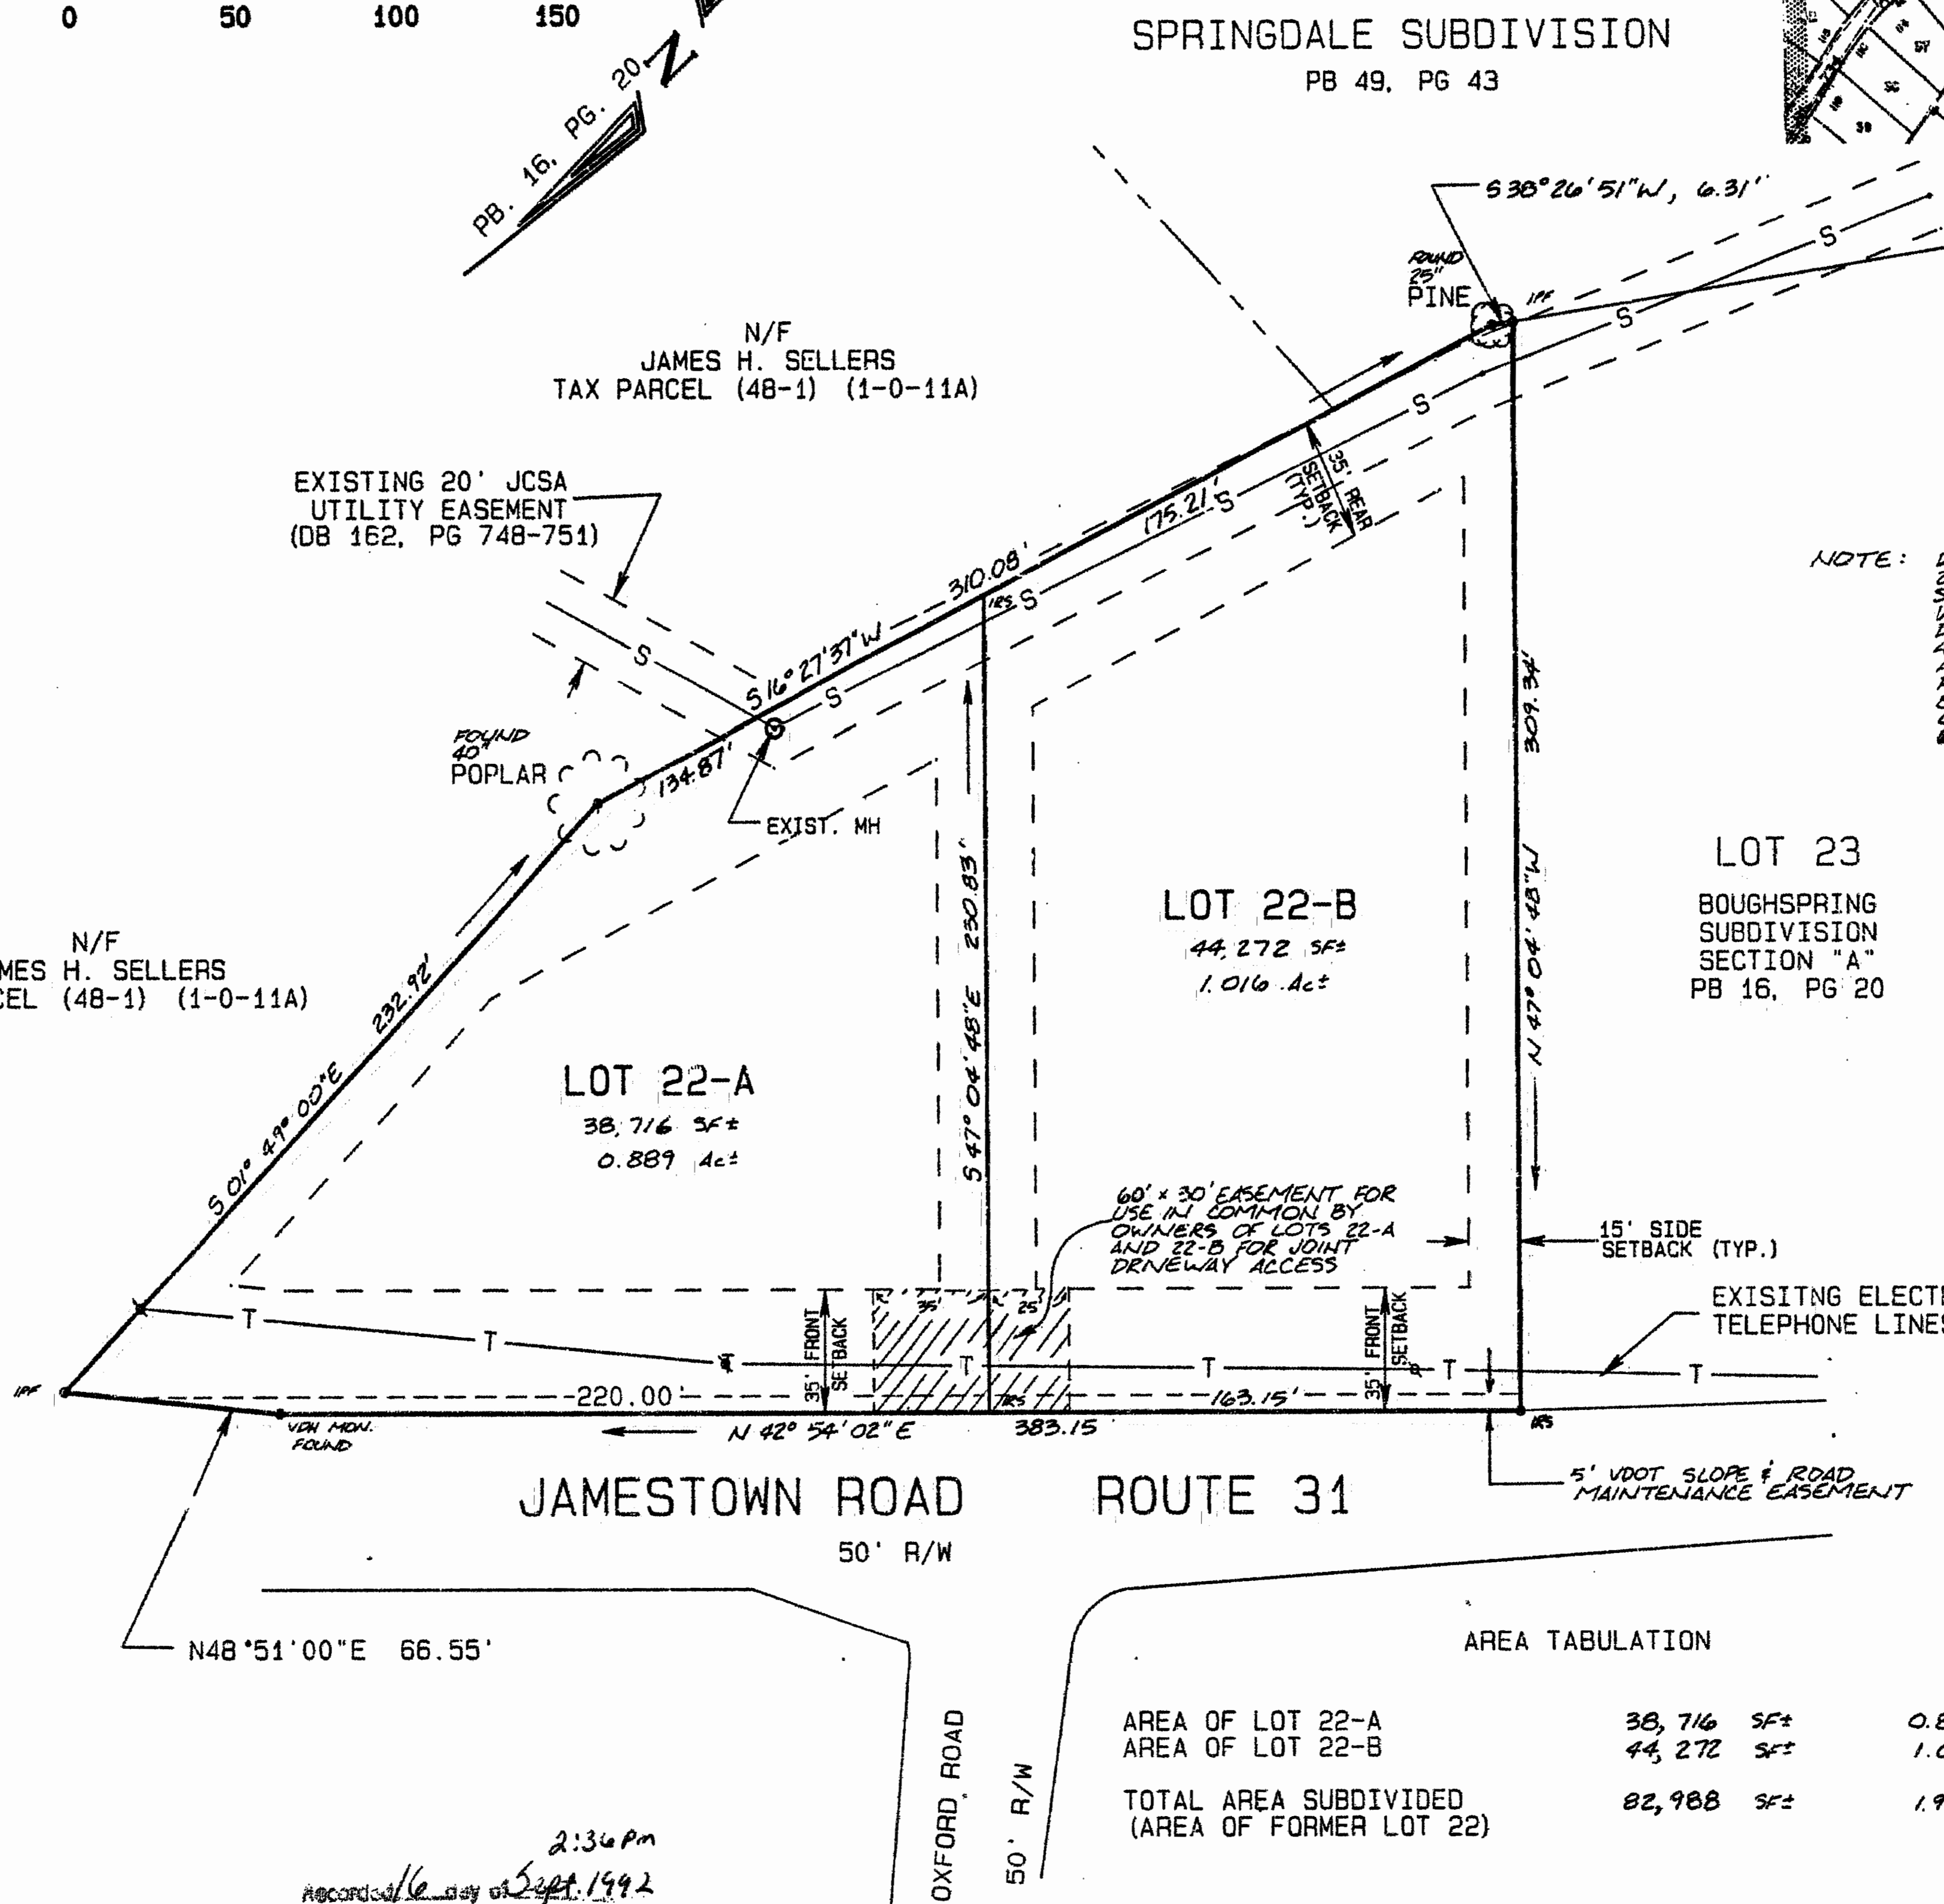 0 50 100 150
N
PB. 16, PG. 20
SPRINGDALE SUBDIVISION
PB 49, PG 43
S38°26'51"W, 6.31'
FOUND
25"
PINE
IPF
N/F
JAMES H. SELLERS
TAX PARCEL (48-1) (1-0-11A)
EXISTING 20' JCSA
UTILITY EASEMENT
(DB 162, PG 748-751)
S
S
S
S
S
S
S
35' REAR
SETBACK
(TYP.)
175.21'
310.08'
IRS
S 16° 27' 37" W
134.87'
FOUND
40"
POPLAR
EXIST. MH
NOTE:
309.34'
N 47° 04' 48" W
LOT 23
BOUGHSPRING
SUBDIVISION
SECTION "A"
PB 16, PG 20
LOT 22-B
44,272 SF±
1.016 Ac±
S 47° 04' 48" E 250.83'
N/F
MES H. SELLERS
CEL (48-1) (1-0-11A)
232.92'
S 01° 49' 00" E
LOT 22-A
38,716 SF±
0.889 Ac±
60' x 30' EASEMENT FOR
USE IN COMMON BY
OWNERS OF LOTS 22-A
AND 22-B FOR JOINT
DRIVEWAY ACCESS
15' SIDE
SETBACK (TYP.)
EXISITNG ELECT
TELEPHONE LINES
35' 25'
35' FRONT
SETBACK
35' FRONT
SETBACK
T T T T T T
IPF
220.00'
IRS
163.15'
IRS
VDH MON.
FOUND
N 42° 54' 02" E 383.15'
5' VDOT SLOPE & ROAD
MAINTENANCE EASEMENT
JAMESTOWN ROAD ROUTE 31
50' R/W
N48°51'00"E 66.55'
OXFORD ROAD
50' R/W
AREA TABULATION
AREA OF LOT 22-A 38,716 SF± 0.8
AREA OF LOT 22-B 44,272 SF± 1.0
TOTAL AREA SUBDIVIDED 82,988 SF± 1.9
(AREA OF FORMER LOT 22)
2:36 Pm
Recorded 16 day of Sept. 1992